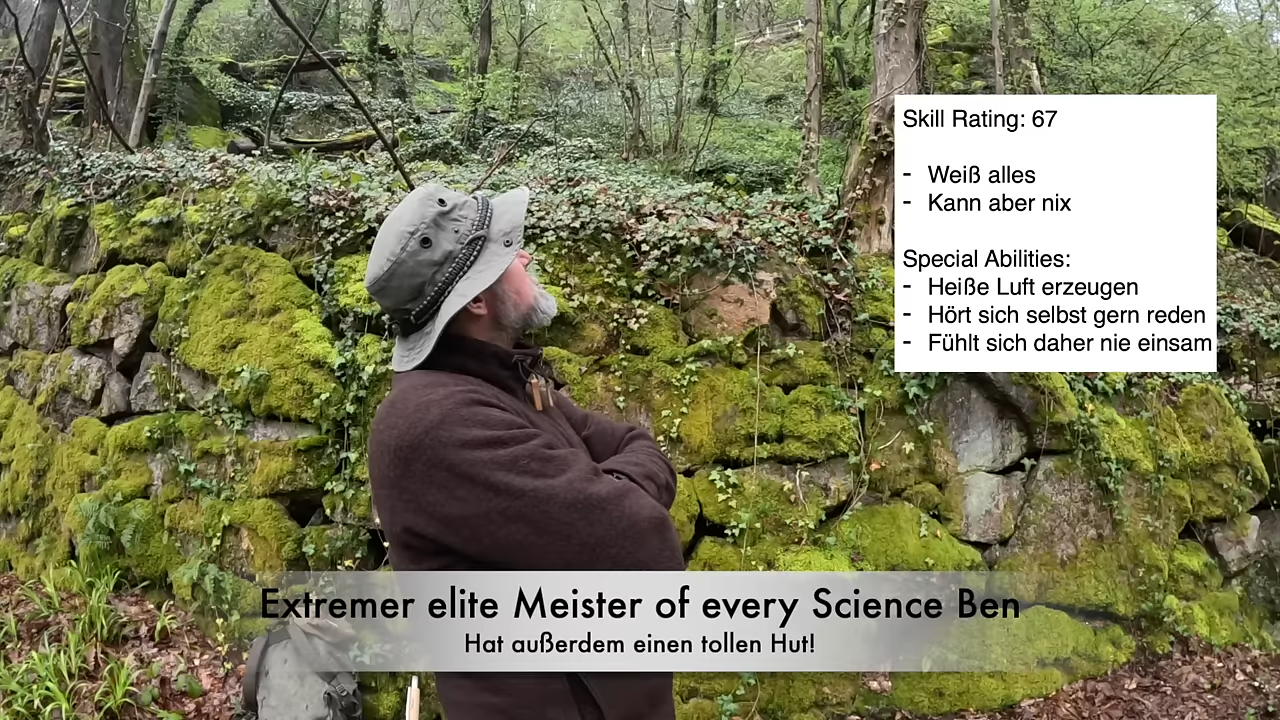 Skill Rating: 67
- Weiß alles
- Kann aber nix
Special Abilities:
- Heiße Luft erzeugen
- Hört sich selbst gern reden
- Fühlt sich daher nie einsam
Extremer elite Meister of every Science Ben
Hat außerdem einen tollen Hut!